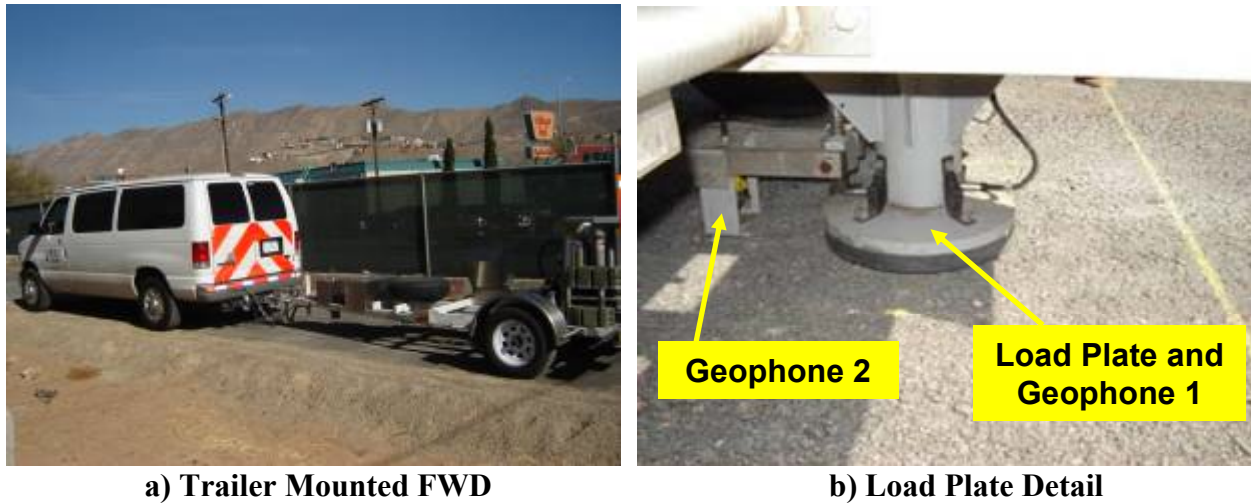 Geophone 2
Load Plate and
Geophone 1
a) Trailer Mounted FWD
b) Load Plate Detail